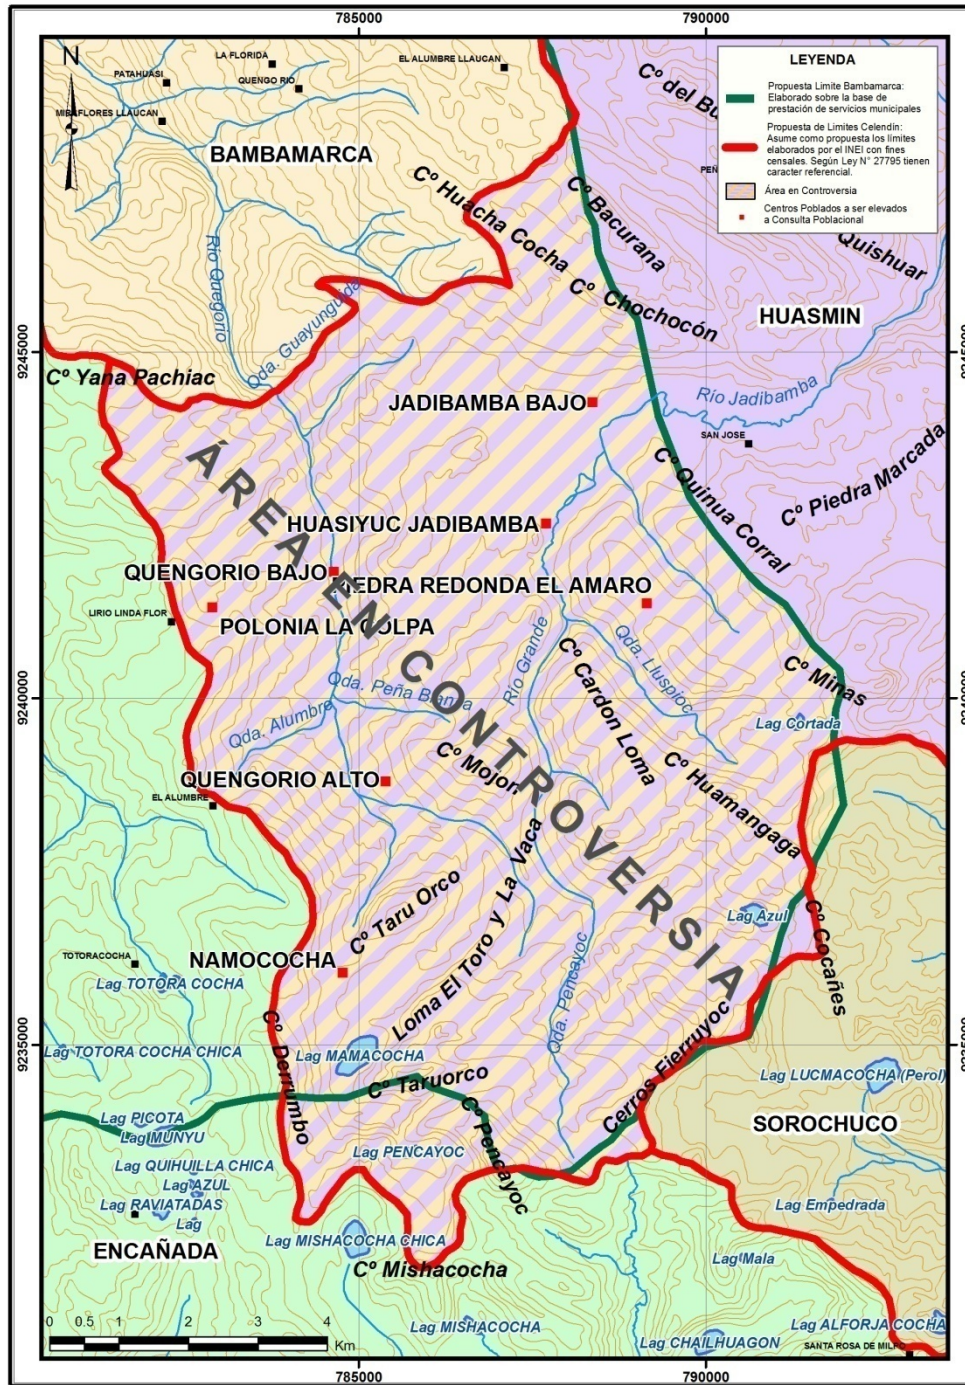 785000
790000
N
LA FLORIDA
EL ALUMBRE LLAUCAN
PATAHUASI
QUENGO RIO
MIRAFLORES LLAUCAN
BAMBAMARCA
Cº del
LEYENDA
Propuesta Limite Bambamarca:
Elaborado sobre la base de
prestación de servicios municipales
Propuesta de Limites Celendín:
Asume como propuesta los límites
elaborados por el INEI con fines
censales. Según Ley N° 27795 tienen
caracter referencial.
Área en Controversia
Centros Poblados a ser elevados
a Consulta Poblacional
Cº Huacha Cocha
Cº Bacurana
Quishuar
Río Quegorio
Qda. Guayunguida
Cº Chochocón
HUASMIN
9245000
9245000
Cº Yana Pachiac
JADIBAMBA BAJO
Río Jadibamba
SAN JOSE
Cº Quinua Corral
Cº Piedra Marcada
ÁREA EN CONTROVERSIA
HUASIYUC JADIBAMBA
QUENGORIO BAJO
PIEDRA REDONDA EL AMARO
LIRIO LINDA FLOR
POLONIA LA COLPA
Río Grande
Qda. Lluspioc
Cº Cardon Loma
Cº Minas
9240000
9240000
Qda. Peña Blanca
Qda. Alumbre
Lag Cortada
Cº Mojon
Cº Huamangaga
QUENGORIO ALTO
EL ALUMBRE
Cº Taru Orco
Loma El Toro y La Vaca
Lag Azul
Cº Cocañes
NAMOCOCHA
TOTORACOCHA
Lag TOTORA COCHA
Qda. Pencayoc
Cº Derrumbo
Lag TOTORA COCHA CHICA
Lag MAMACOCHA
9235000
9235000
Cº Taruorco
Cerros Fierruyoc
Lag LUCMACOCHA (Perol)
Lag PICOTA
Lag MUNYU
Cº Pencayoc
SOROCHUCO
Lag PENCAYOC
Lag QUIHUILLA CHICA
Lag AZUL
Lag RAVIATADAS
Lag
Lag Empedrada
ENCAÑADA
Lag MISHACOCHA CHICA
Cº Mishacocha
Lag Mala
0 0.5 1 2 3 4
Km
Lag MISHACOCHA
Lag CHAILHUAGON
Lag ALFORJA COCHA
SANTA ROSA DE MILPO
785000
790000